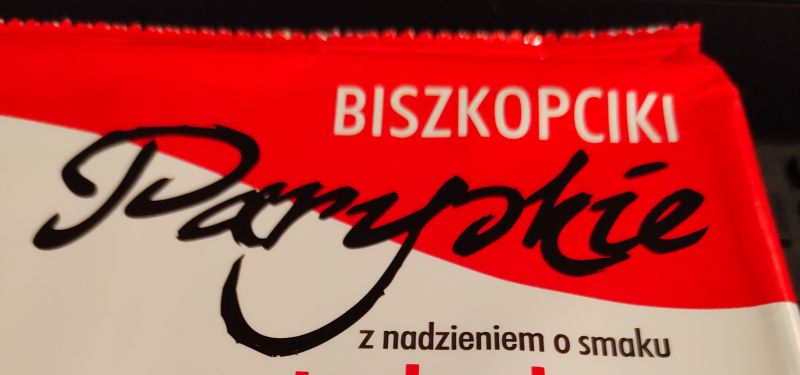 BISZKOPCIKI
Paryskie
z nadzieniem o smaku